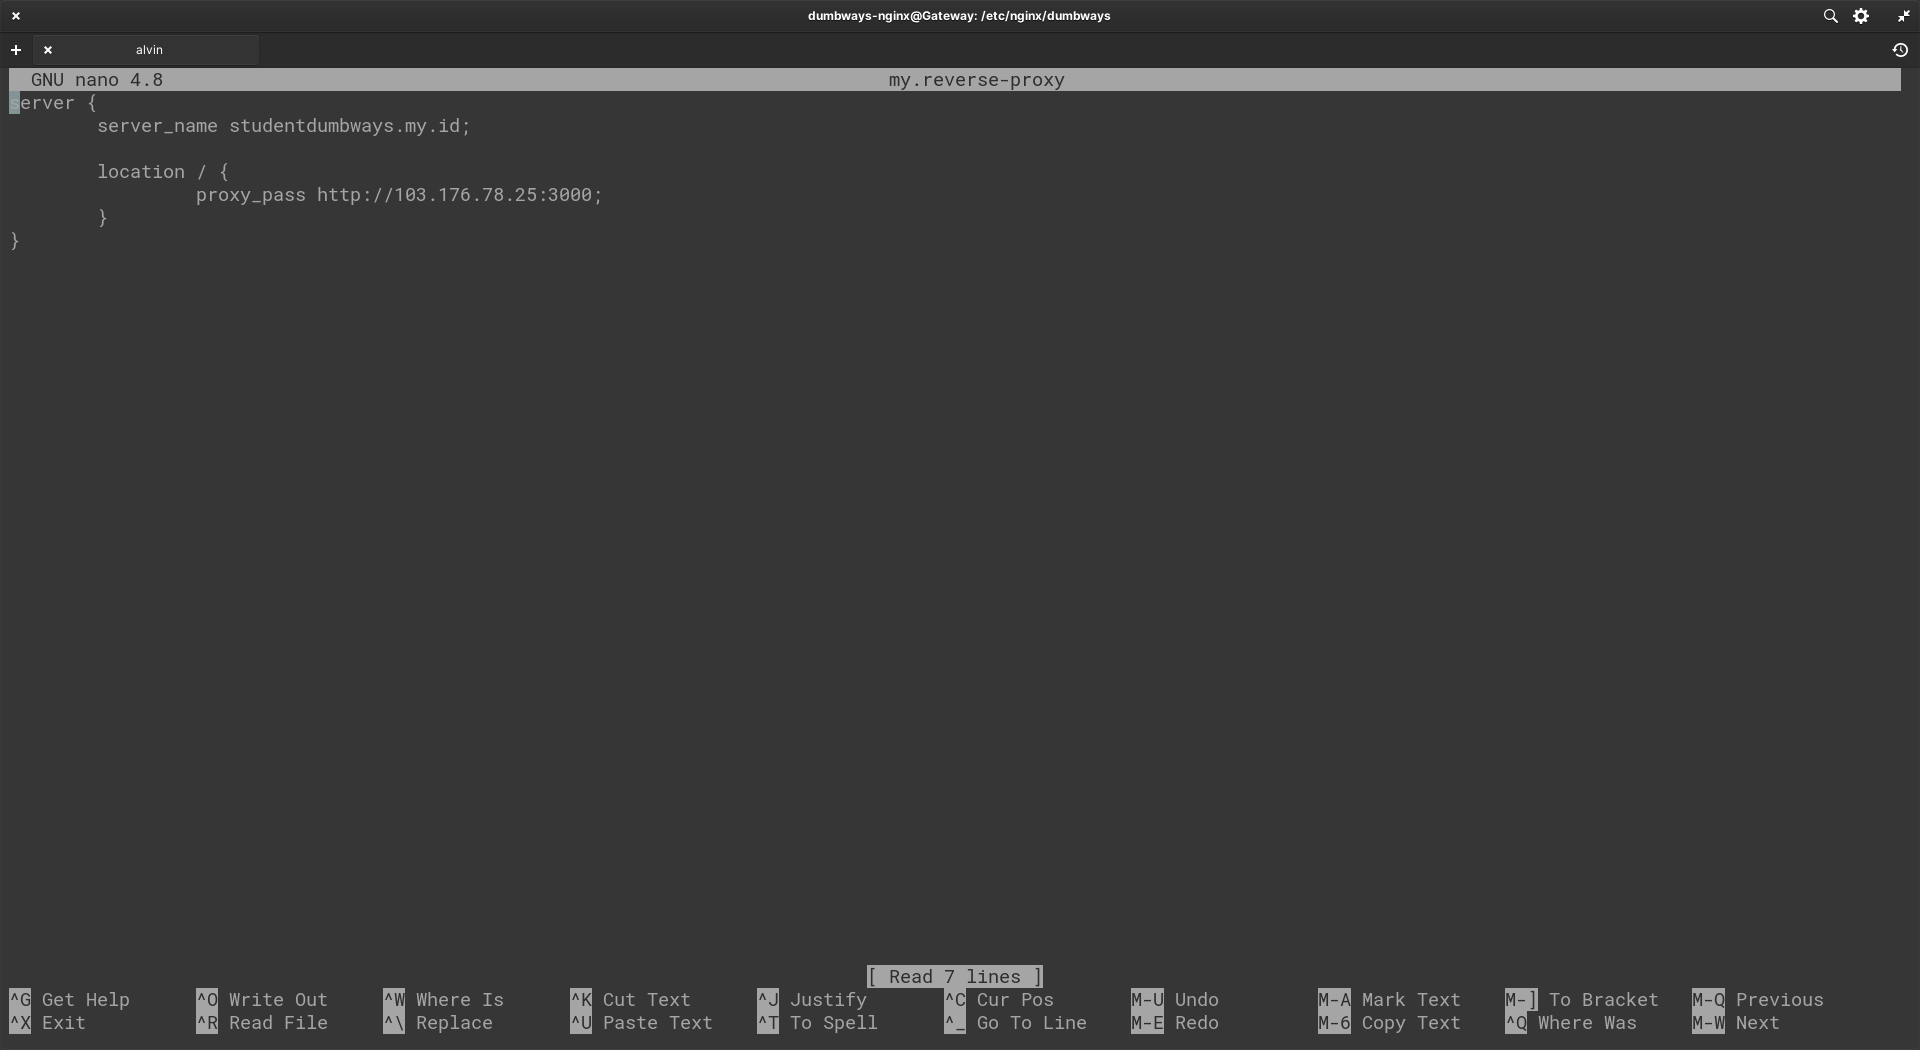 dumbways-nginx@Gateway: /etc/nginx/dumbways
alvin
GNU nano 4.8 my.reverse-proxy
server {
        server_name studentdumbways.my.id;

        location / {
                 proxy_pass http://103.176.78.25:3000;
        }
}
[ Read 7 lines ]
^G Get Help ^O Write Out ^W Where Is ^K Cut Text ^J Justify ^C Cur Pos M-U Undo M-A Mark Text M-] To Bracket M-Q Previous
^X Exit ^R Read File ^\ Replace ^U Paste Text ^T To Spell ^_ Go To Line M-E Redo M-6 Copy Text ^Q Where Was M-W Next